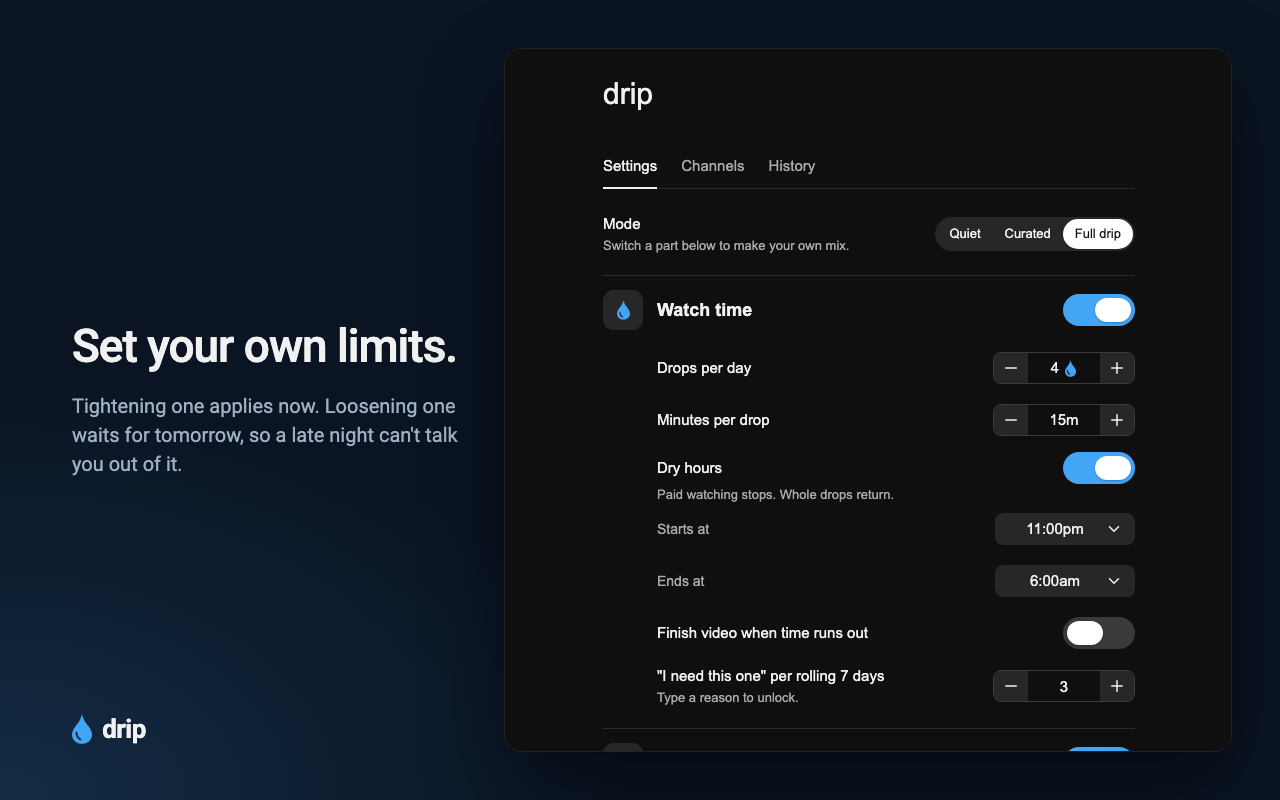 Set your own limits.
Tightening one applies now. Loosening one
waits for tomorrow, so a late night can't talk
you out of it.
drip
drip
Settings Channels History
Mode
Switch a part below to make your own mix.
Quiet Curated Full drip
Watch time
Drops per day
4
Minutes per drop
15m
Dry hours
Paid watching stops. Whole drops return.
Starts at
11:00pm
Ends at
6:00am
Finish video when time runs out
"I need this one" per rolling 7 days
Type a reason to unlock.
3